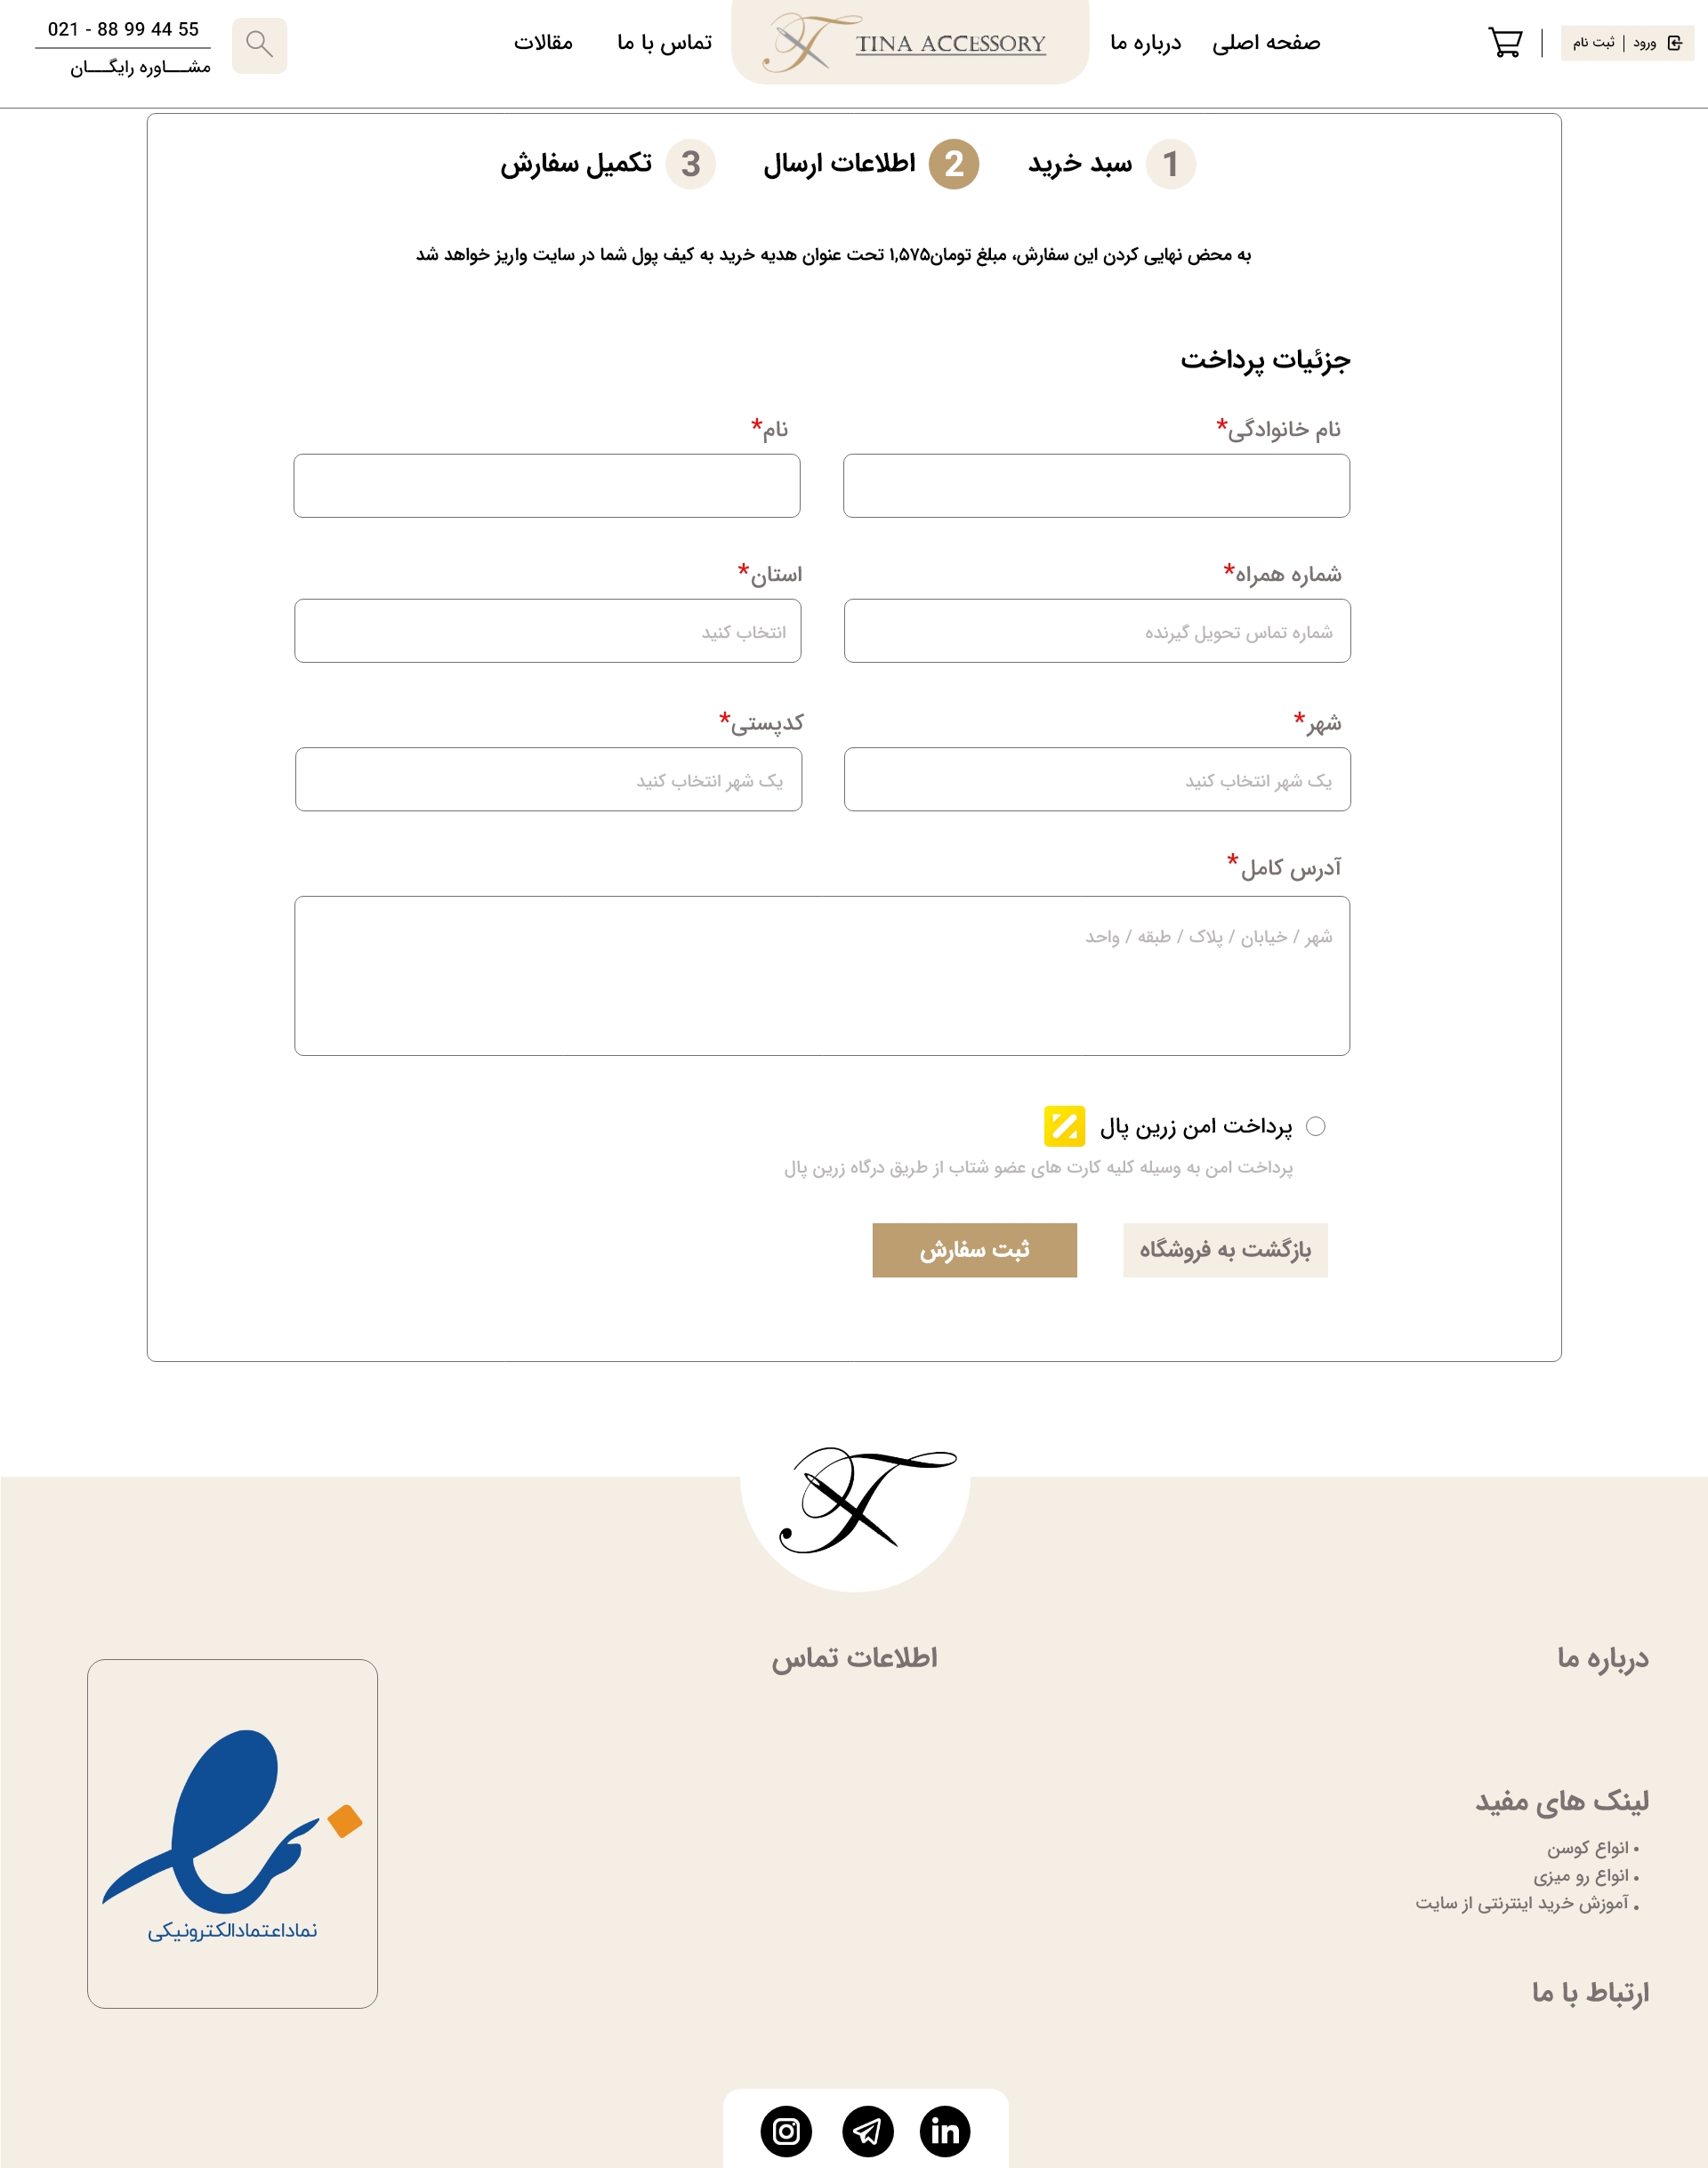 ورود | ثبت نام
صفحه اصلی
درباره ما
TINA ACCESSORY
تماس با ما
مقالات
021 - 88 99 44 55
مشـــاوره رایگـــان
1 سبد خرید
2 اطلاعات ارسال
3 تکمیل سفارش
به محض نهایی کردن این سفارش، مبلغ تومان۱,۵۷۵ تحت عنوان هدیه خرید به کیف پول شما در سایت واریز خواهد شد
جزئیات پرداخت
نام خانوادگی*
نام*
شماره همراه*
استان*
شماره تماس تحویل گیرنده
انتخاب کنید
شهر*
کدپستی*
یک شهر انتخاب کنید
یک شهر انتخاب کنید
آدرس کامل*
شهر / خیابان / پلاک / طبقه / واحد
پرداخت امن زرین پال
پرداخت امن به وسیله کلیه کارت های عضو شتاب از طریق درگاه زرین پال
بازگشت به فروشگاه
ثبت سفارش
درباره ما
اطلاعات تماس
لینک های مفید
• انواع کوسن
• انواع رو میزی
• آموزش خرید اینترنتی از سایت
نماداعتمادالکترونیکی
ارتباط با ما
in